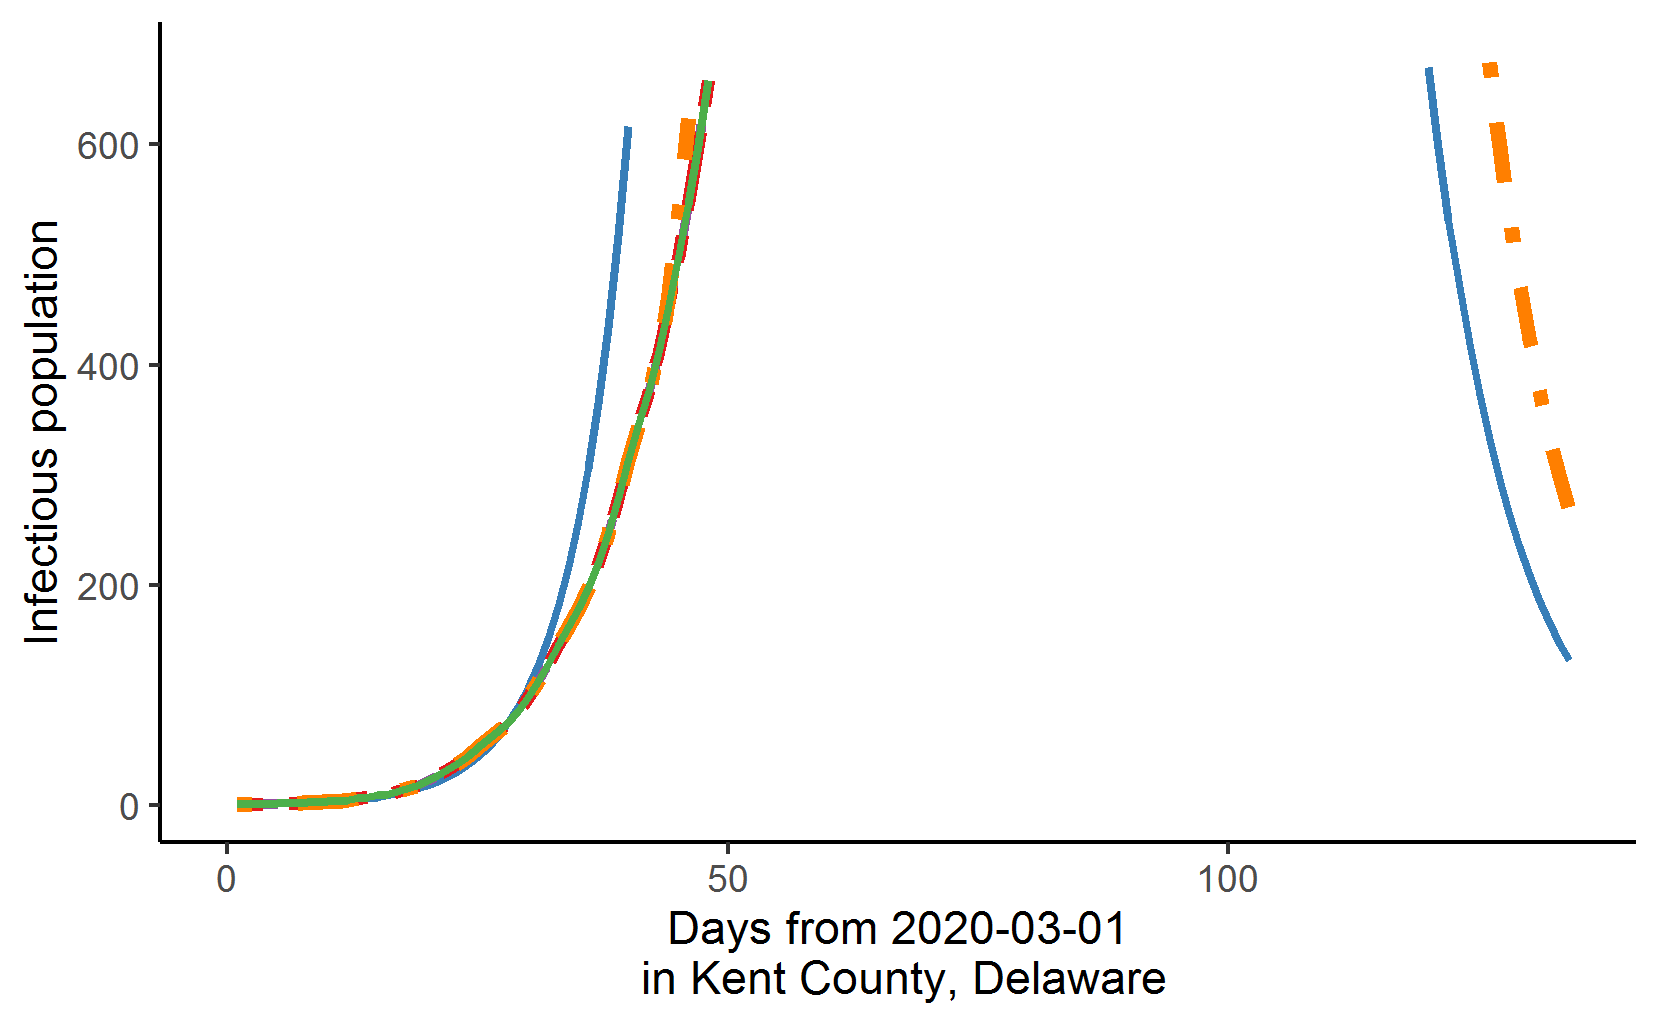 Infectious population
600
400
200
0
0 50 100
Days from 2020-03-01
in Kent County, Delaware